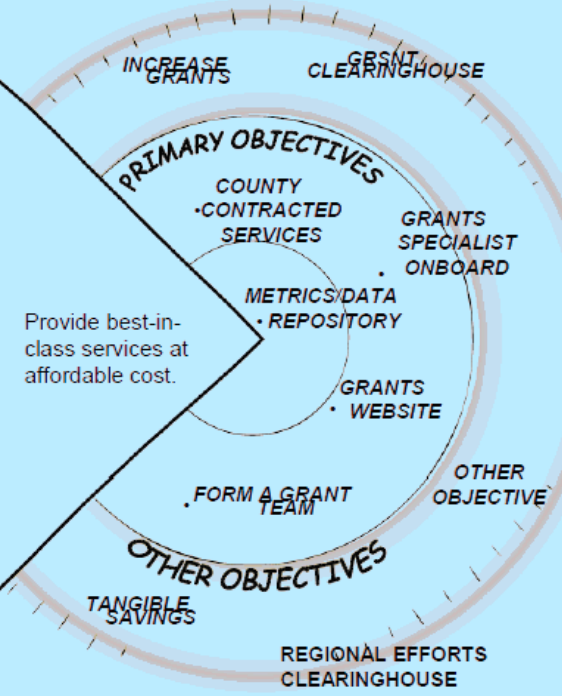 INCREASE
GRANTS
GRSNT
CLEARINGHOUSE
PRIMARY OBJECTIVES
COUNTY
•CONTRACTED
SERVICES
GRANTS
SPECIALIST
ONBOARD
METRICS/DATA
• REPOSITORY
Provide best-in-
class services at
affordable cost.
GRANTS
• WEBSITE
OTHER
OBJECTIVE
• FORM A GRANT
TEAM
OTHER OBJECTIVES
TANGIBLE
SAVINGS
REGIONAL EFFORTS
CLEARINGHOUSE